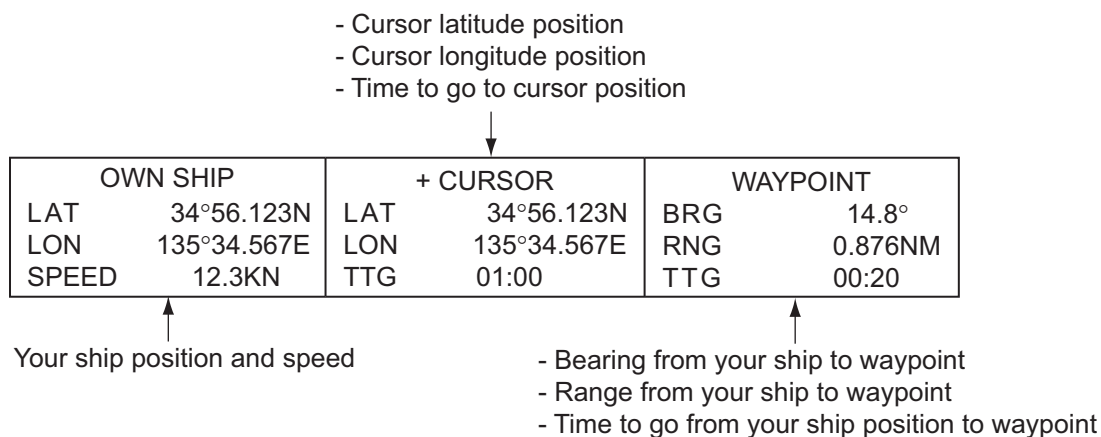 - Cursor latitude position
- Cursor longitude position
- Time to go to cursor position
OWN SHIP
LAT 34°56.123N
LON 135°34.567E
SPEED 12.3KN
+ CURSOR
LAT 34°56.123N
LON 135°34.567E
TTG 01:00
WAYPOINT
BRG 14.8°
RNG 0.876NM
TTG 00:20
Your ship position and speed
- Bearing from your ship to waypoint
- Range from your ship to waypoint
- Time to go from your ship position to waypoint